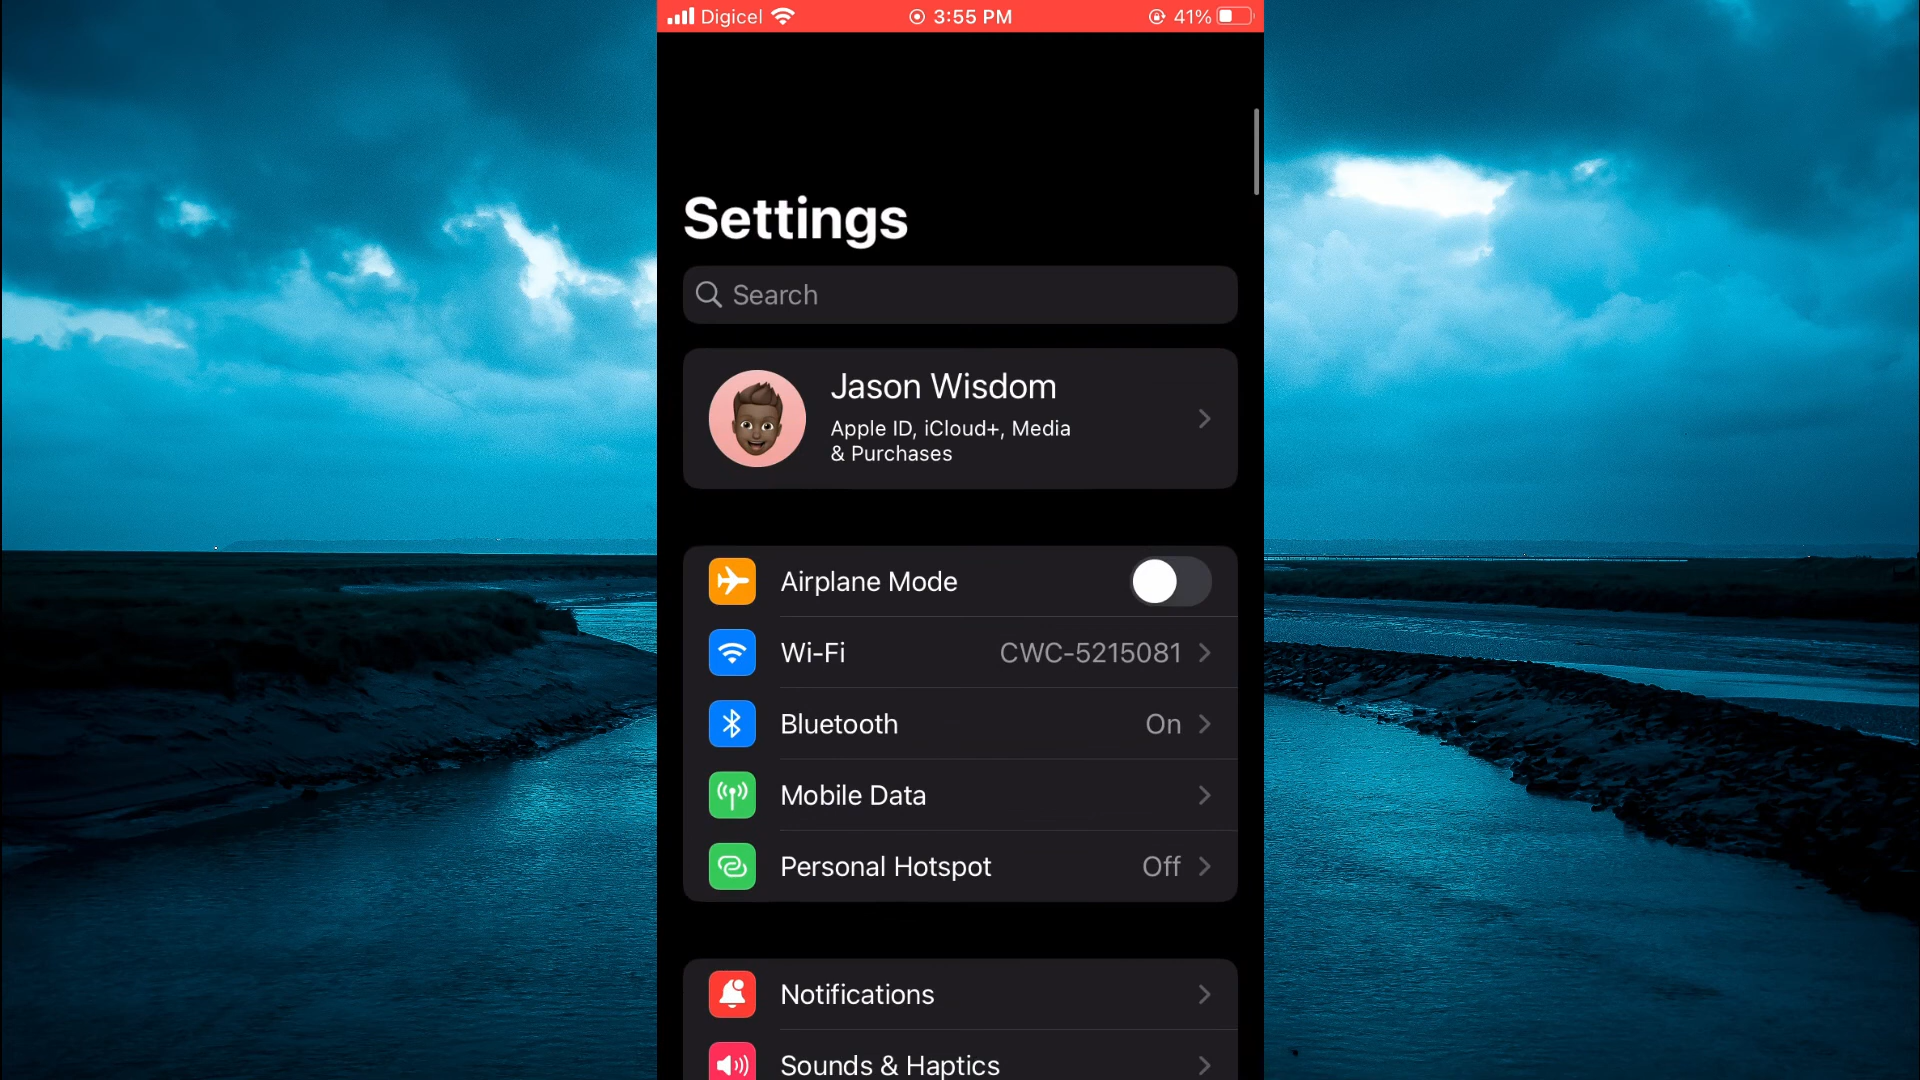 Digicel 3:55 PM 41%
Settings
Search
Jason Wisdom
Apple ID, iCloud+, Media
& Purchases
Airplane Mode
Wi-Fi CWC-5215081
Bluetooth On
Mobile Data
Personal Hotspot Off
Notifications
Sounds & Haptics